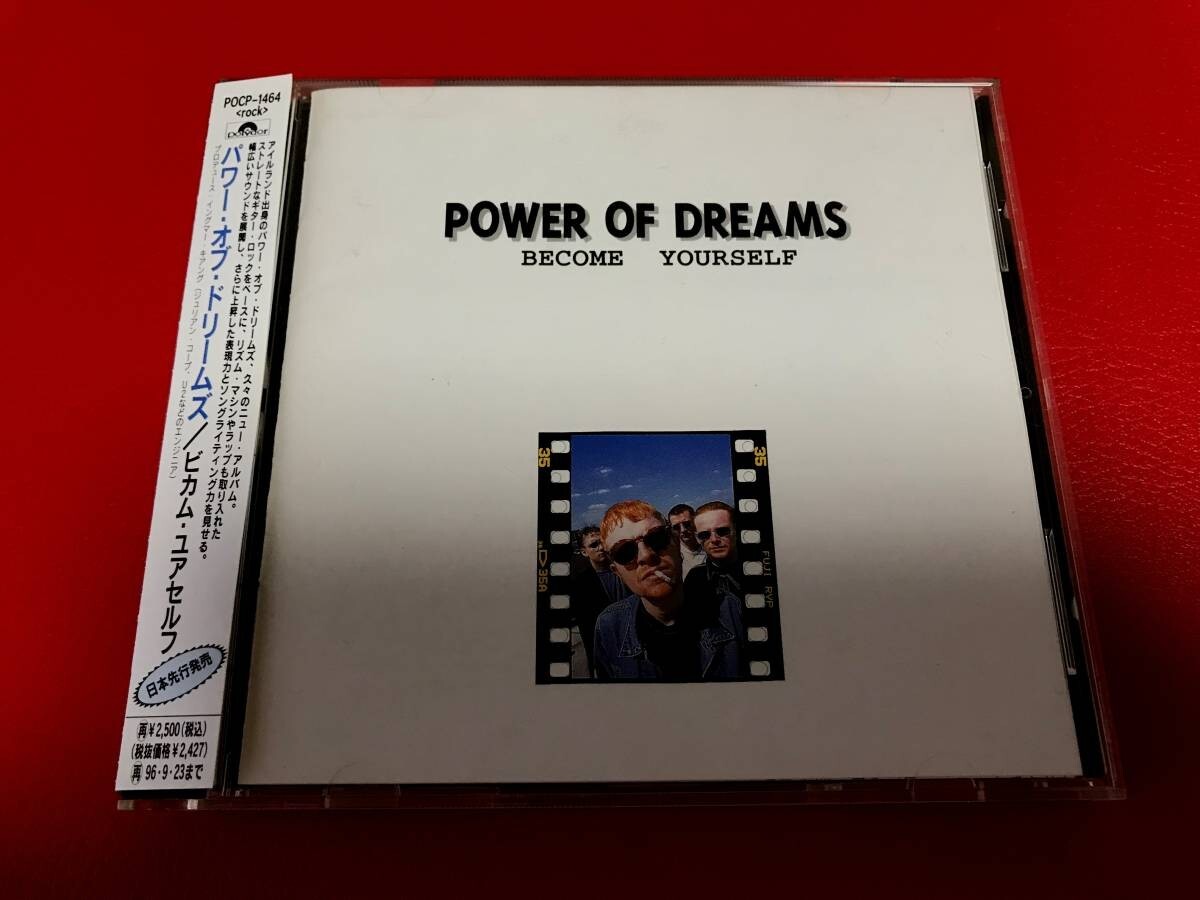 POCP-1464
<rock>
polydor
アイルランド出身のパワー・オブ・ドリームズ、久々のニュー・アルバム。
ストレートなギター・ロックをベースに、リズム・マシンやラップも取り入れた
幅広いサウンドを展開し、さらに上昇した表現力とソングライティング力を見せる。
パワー・オブ・ドリームズ/ビカム・ユアセルフ
プロデュース・イングマー・キアング(ジュリアン・コープ、U2などのエンジニア)
日本先行発売
再¥2,500(税込)
(税抜価格¥2,427)
再96・9・23まで
POWER OF DREAMS
BECOME YOURSELF
35
35
35A
FUJI RVP